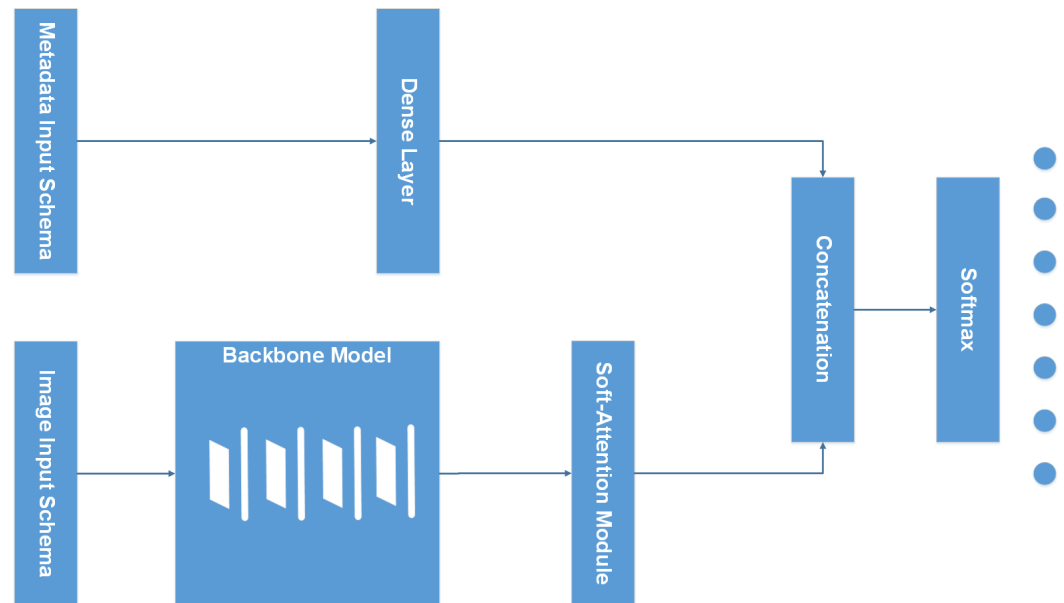 Metadata Input Schema
Dense Layer
Concatenation
Softmax
Image Input Schema
Backbone Model
Soft-Attention Module